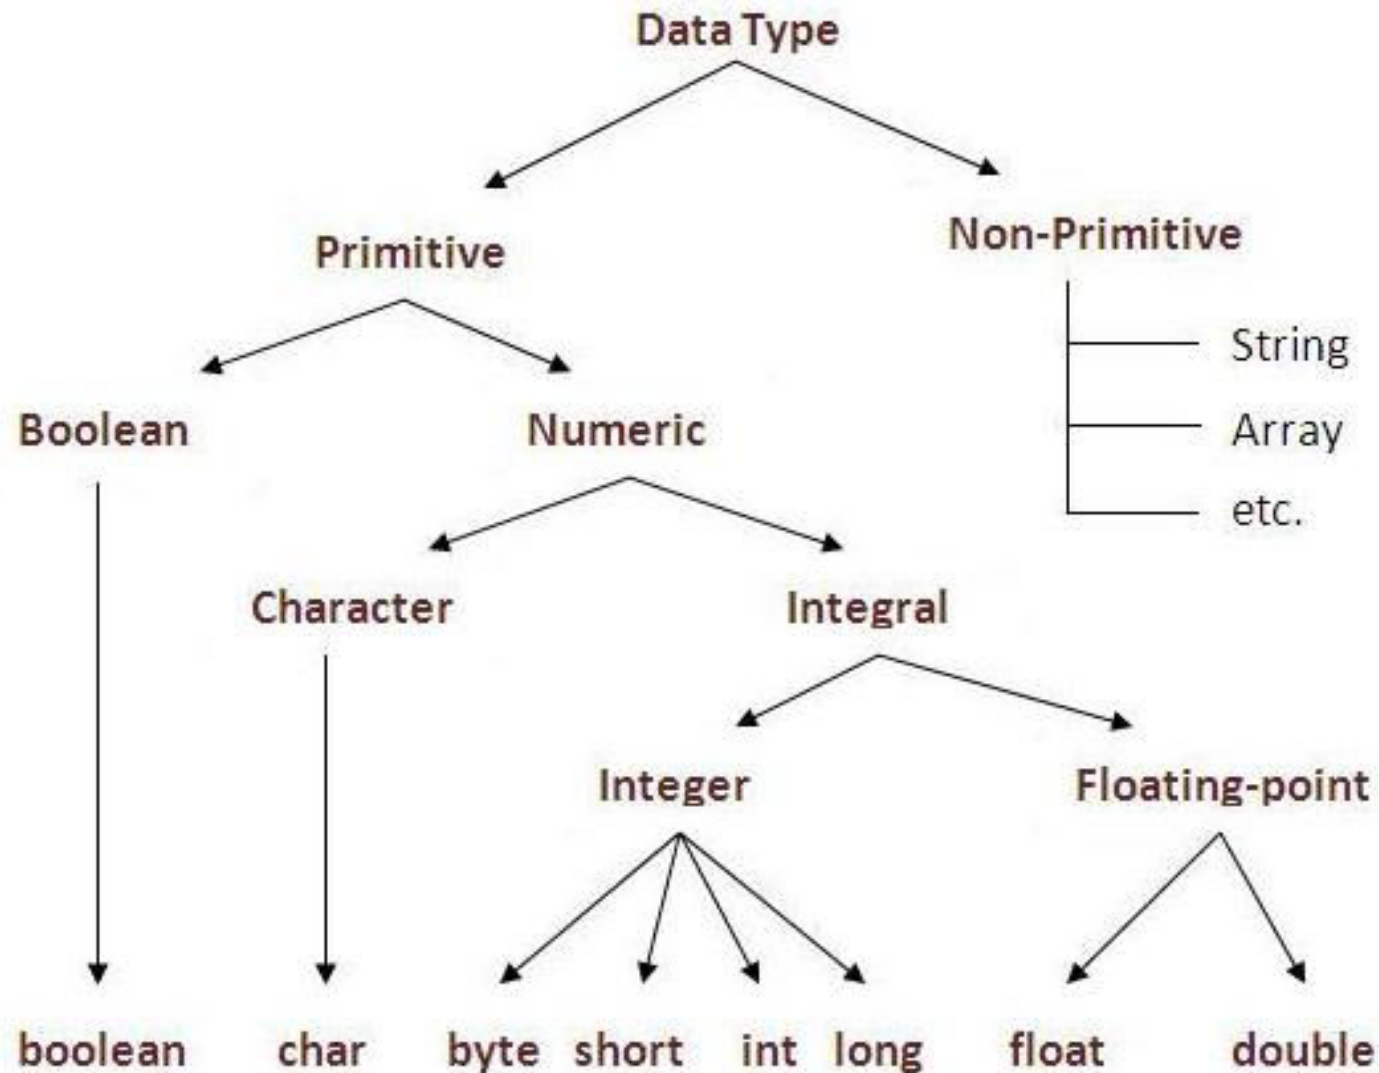 Data Type
Primitive
Non-Primitive
String
Array
etc.
Boolean
Numeric
Character
Integral
Integer
Floating-point
boolean
char
byte
short
int
long
float
double